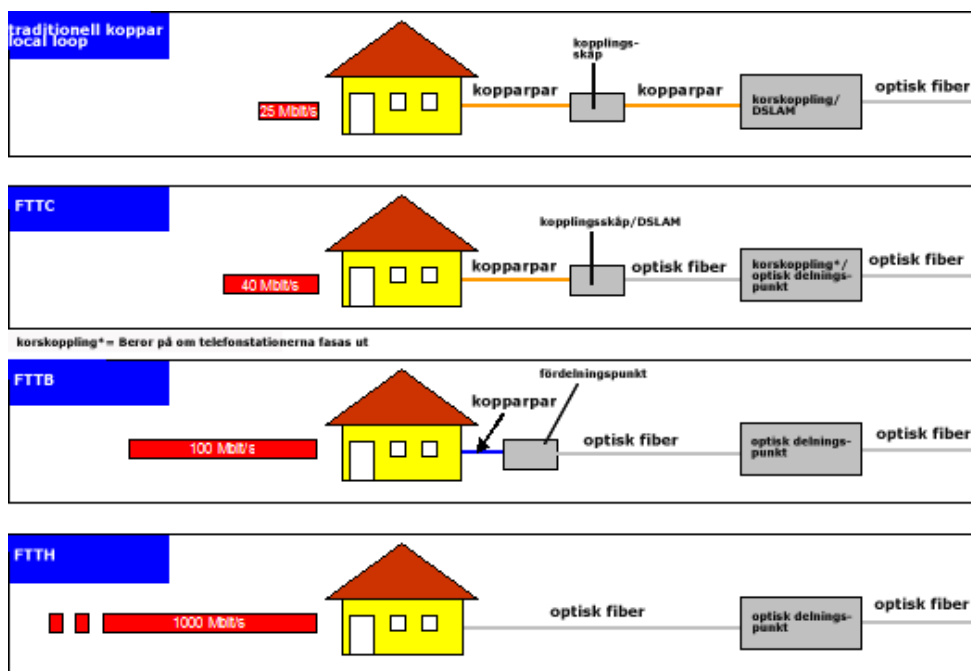 traditionell koppar
local loop
kopplings-
skåp
kopparpar
kopparpar
optisk fiber
25 Mbit/s
korskoppling/
DSLAM
FTTC
kopplingsskåp/DSLAM
kopparpar
optisk fiber
optisk fiber
korskoppling*/
optisk delnings-
punkt
40 Mbit/s
korskoppling*= Beror på om telefonstationerna fasas ut
FTTB
fördelningspunkt
kopparpar
optisk fiber
optisk fiber
100 Mbit/s
optisk delnings-
punkt
FTTH
optisk fiber
optisk fiber
1000 Mbit/s
optisk delnings-
punkt